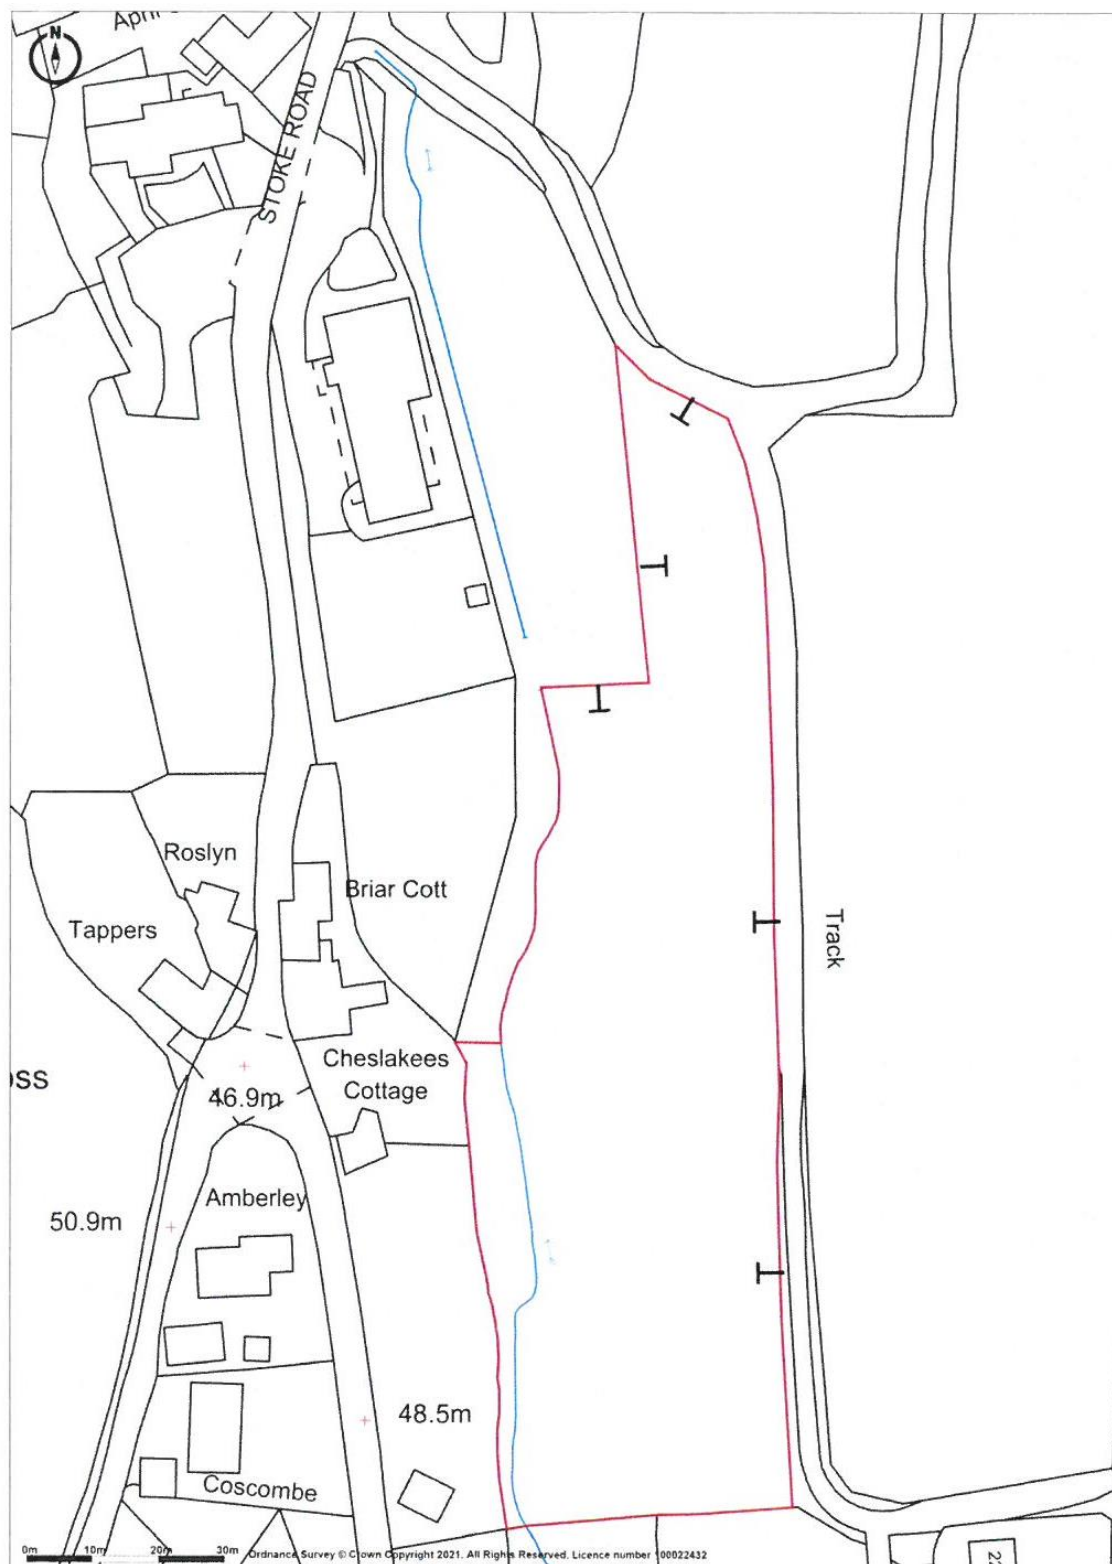 N
STOKE ROAD
Roslyn
Briar Cott
Tappers
Track
Cheslakees
Cottage
46.9m
Amberley
50.9m
48.5m
Coscombe
0m 10m 20m 30m
Ordnance Survey © Crown Copyright 2021. All Rights Reserved. Licence number 100022432